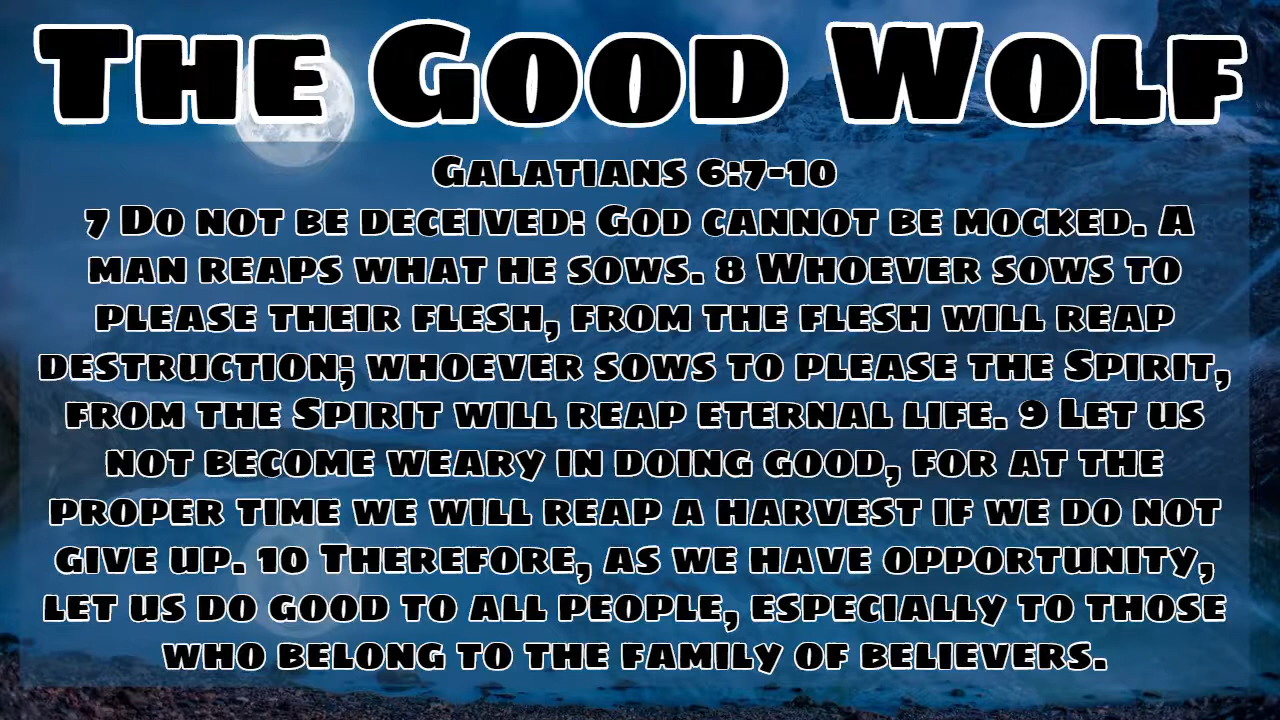 The Good Wolf
Galatians 6:7-10
7 Do not be deceived: God cannot be mocked. A
man reaps what he sows. 8 Whoever sows to
please their flesh, from the flesh will reap
destruction; whoever sows to please the Spirit,
from the Spirit will reap eternal life. 9 Let us
not become weary in doing good, for at the
proper time we will reap a harvest if we do not
give up. 10 Therefore, as we have opportunity,
let us do good to all people, especially to those
who belong to the family of believers.